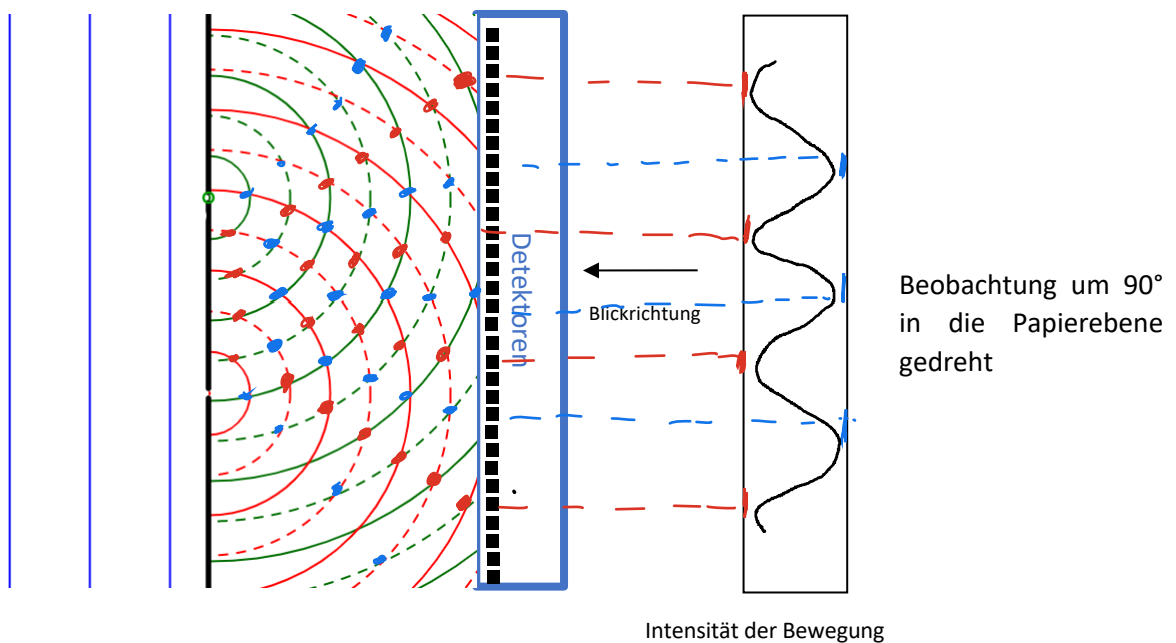 Detektoren
Blickrichtung
Beobachtung um 90°
in die Papierebene
gedreht
Intensität der Bewegung